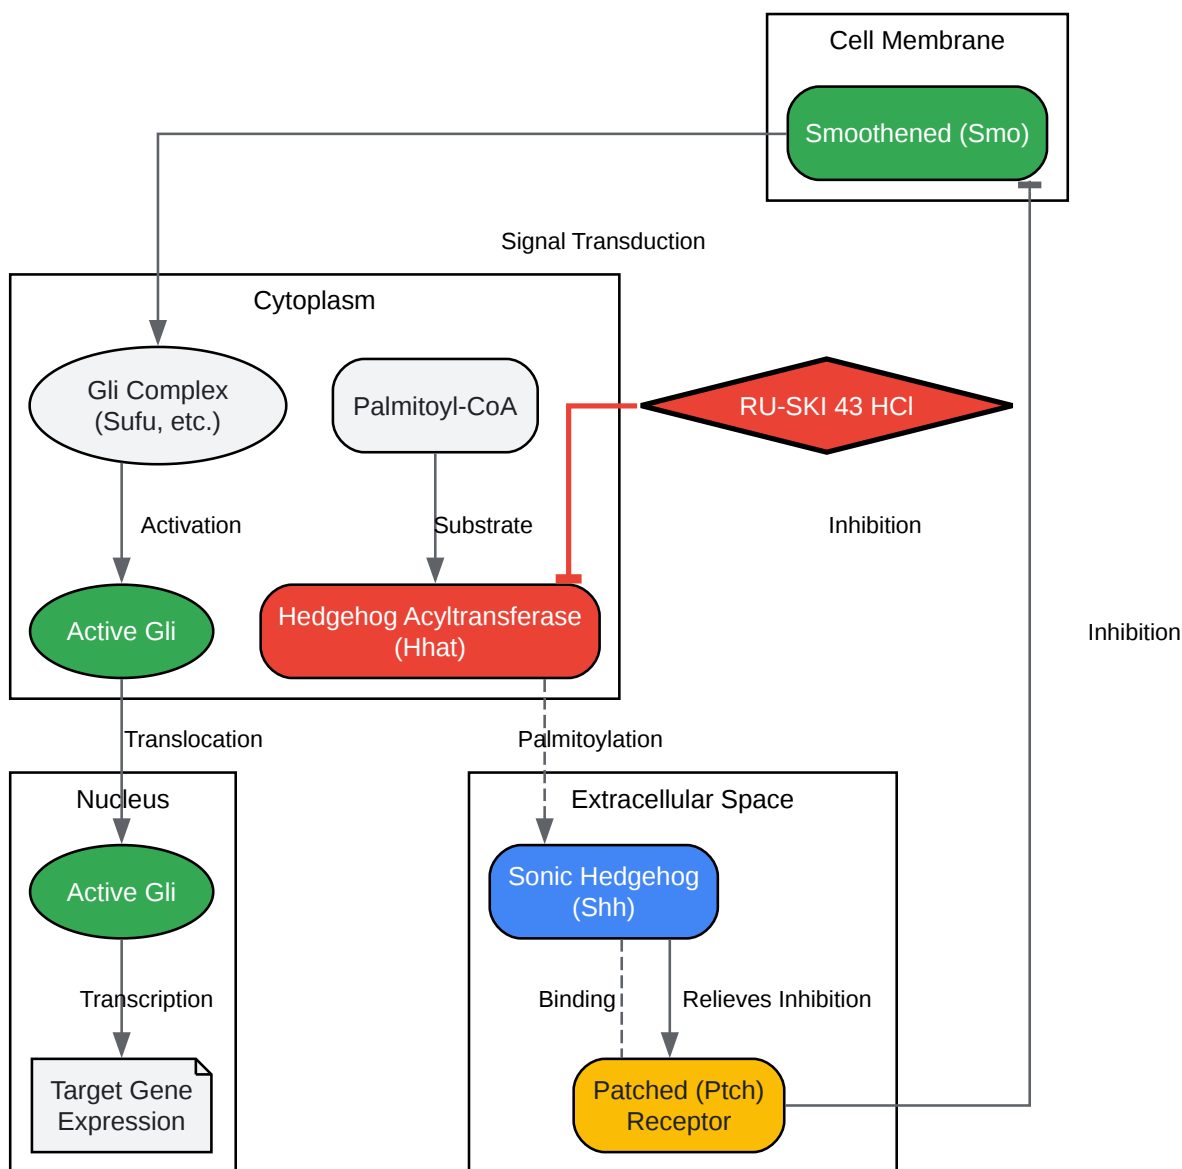 Cell Membrane
Smoothened (Smo)
Signal Transduction
Cytoplasm
Gli Complex
(Sufu, etc.)
Palmitoyl-CoA
RU-SKI 43 HCl
Activation
Substrate
Inhibition
Active Gli
Hedgehog Acyltransferase
(Hhat)
Inhibition
Translocation
Palmitoylation
Nucleus
Extracellular Space
Active Gli
Sonic Hedgehog
(Shh)
Transcription
Binding
Relieves Inhibition
Target Gene
Expression
Patched (Ptch)
Receptor